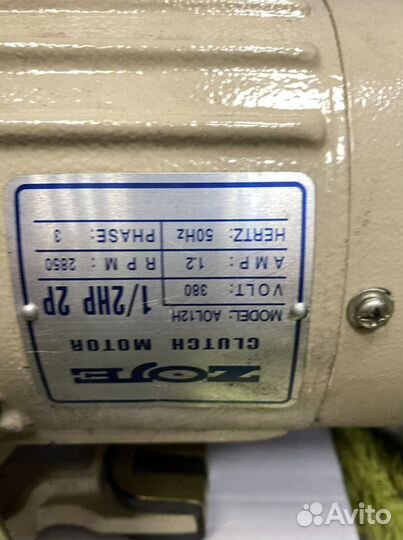 ZOJE
CLUTCH MOTOR
MODEL: AOL12H
VOLT: 380 1/2HP 2P
AMP: 1.2 RPM: 2850
HERTZ: 50Hz PHASE: 3
Avito